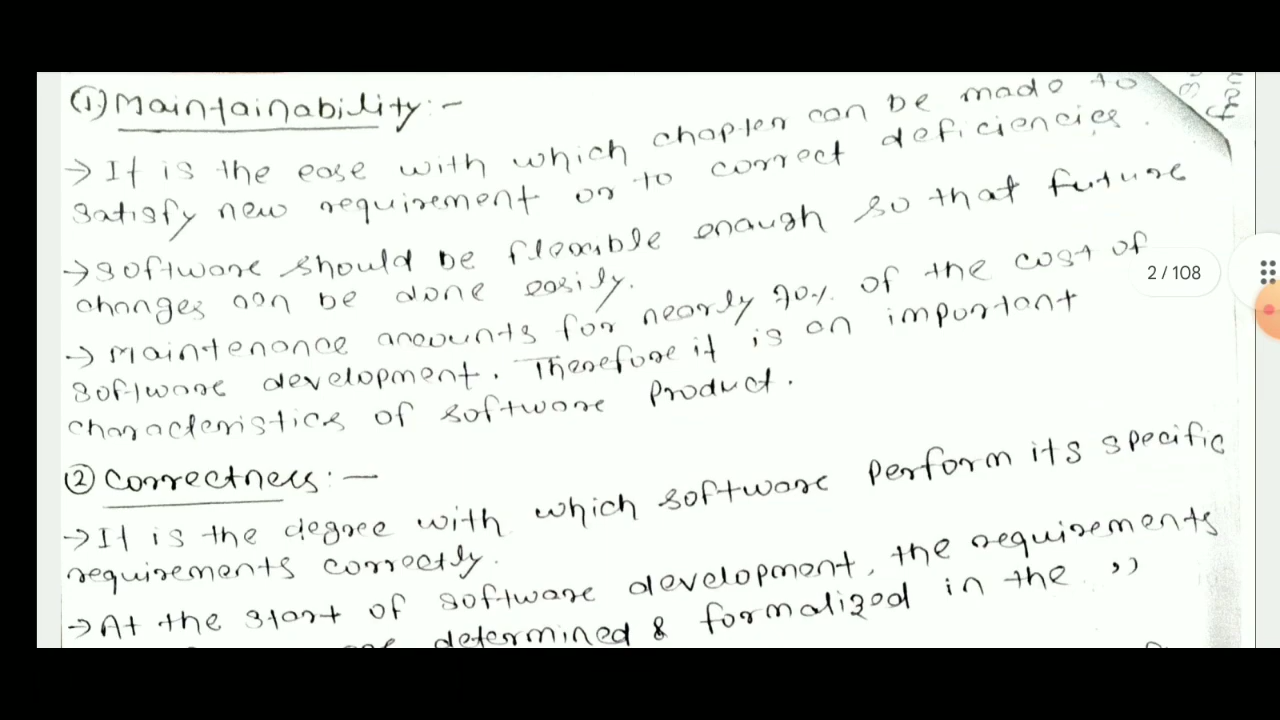 (1) Maintainability:-
→ It is the ease with which chapter can be made to
satisfy new requirement or to correct deficiencies.
→ software should be flexible enough so that future
changes can be done easily.
→ Maintenance amounts for nearly 70% of the cost of
software development. Therefore it is an important
characteristics of software product.
2 / 108
② Correctness:-
→ It is the degree with which software perform its specific
requirements correctly.
→ At the start of software development, the requirements
determined & formalized in the ,,